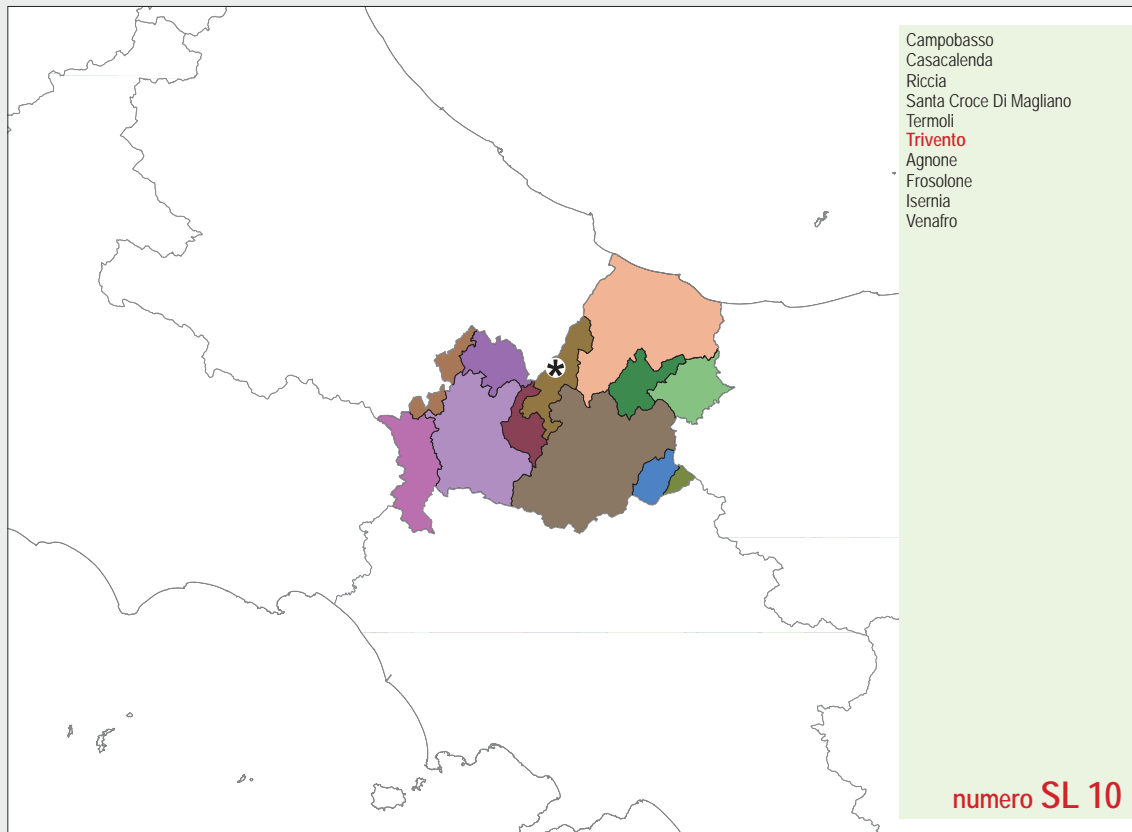 Campobasso
Casacalenda
Riccia
Santa Croce Di Magliano
Termoli
Trivento
Agnone
Frosolone
Isernia
Venafro
*
numero SL 10